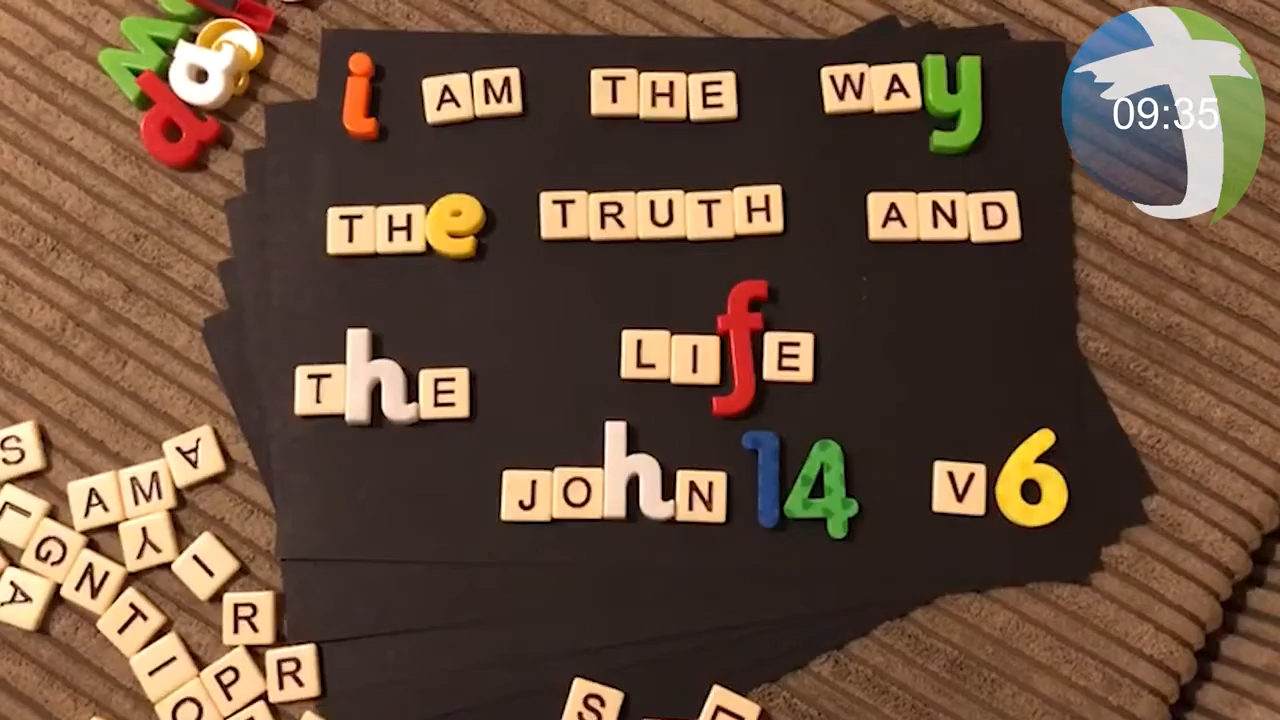 i AM THE WAy
THe TRUTH AND
ThE LIfE
JOhN 14 V6
09:35